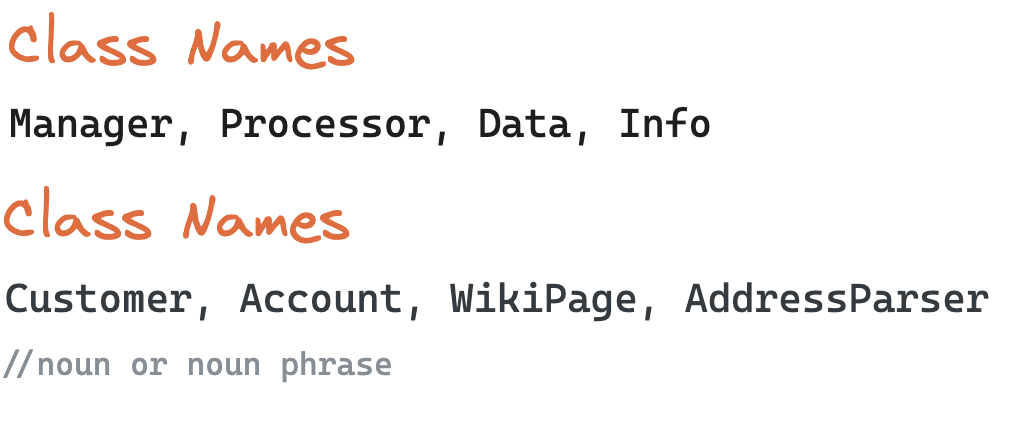 Class Names
Manager, Processor, Data, Info
Class Names
Customer, Account, WikiPage, AddressParser
//noun or noun phrase